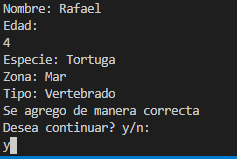 Nombre: Rafael
Edad:
4
Especie: Tortuga
Zona: Mar
Tipo: Vertebrado
Se agrego de manera correcta
Desea continuar? y/n:
y